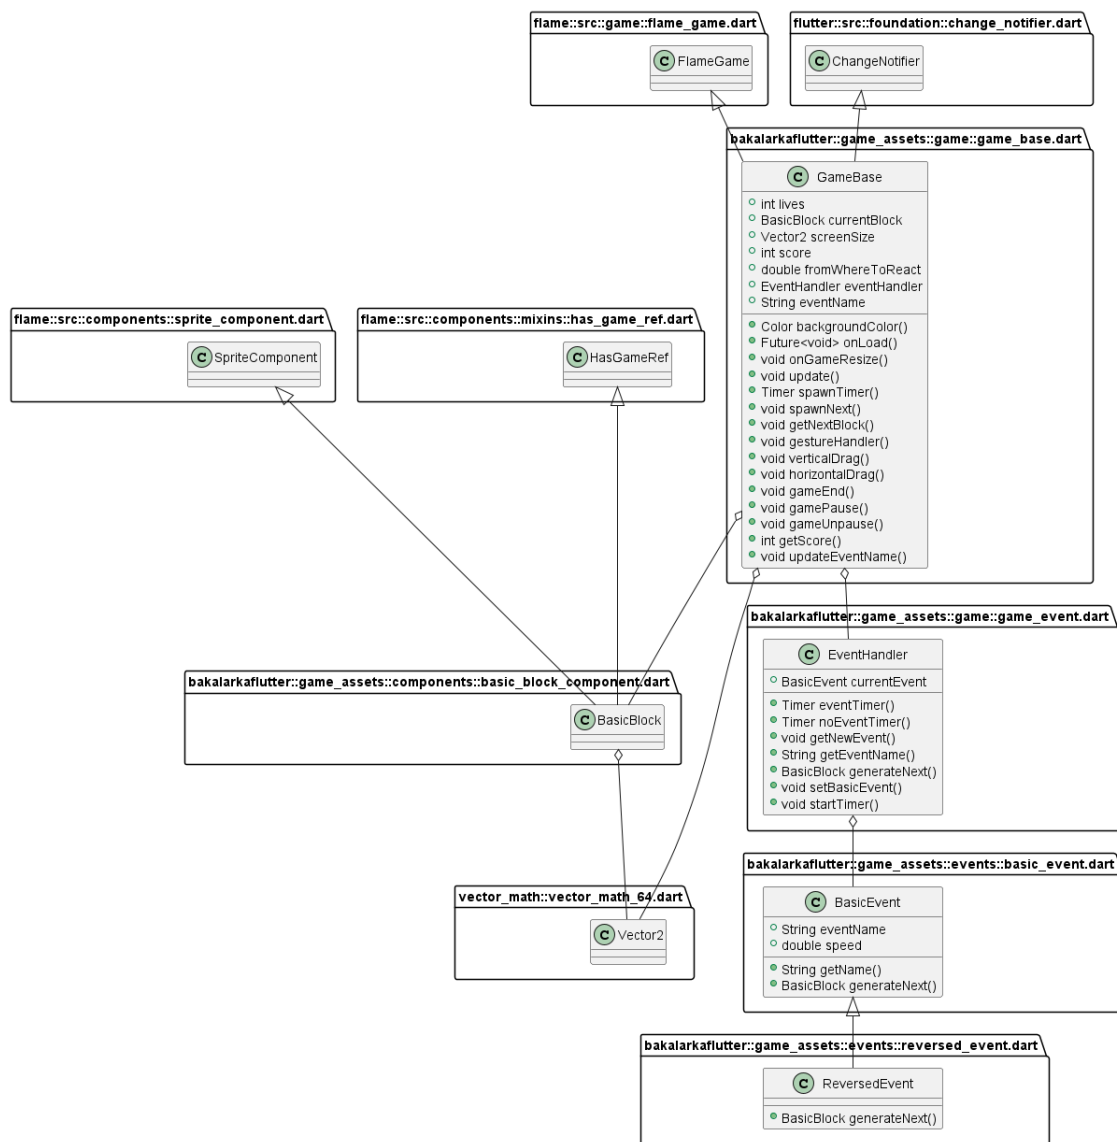 flame::src::game::flame_game.dart
C FlameGame
flutter::src::foundation::change_notifier.dart
C ChangeNotifier
bakalarkaflutter::game_assets::game::game_base.dart
C GameBase
int lives
BasicBlock currentBlock
Vector2 screenSize
int score
double fromWhereToReact
EventHandler eventHandler
String eventName
Color backgroundColor()
Future<void> onLoad()
void onGameResize()
void update()
Timer spawnTimer()
void spawnNext()
void getNextBlock()
void gestureHandler()
void verticalDrag()
void horizontalDrag()
void gameEnd()
void gamePause()
void gameUnpause()
int getScore()
void updateEventName()
flame::src::components::sprite_component.dart
C SpriteComponent
flame::src::components::mixins::has_game_ref.dart
C HasGameRef
bakalarkaflutter::game_assets::game::game_event.dart
C EventHandler
BasicEvent currentEvent
Timer eventTimer()
Timer noEventTimer()
void getNewEvent()
String getEventName()
BasicBlock generateNext()
void setBasicEvent()
void startTimer()
bakalarkaflutter::game_assets::components::basic_block_component.dart
C BasicBlock
bakalarkaflutter::game_assets::events::basic_event.dart
C BasicEvent
String eventName
double speed
String getName()
BasicBlock generateNext()
vector_math::vector_math_64.dart
C Vector2
bakalarkaflutter::game_assets::events::reversed_event.dart
C ReversedEvent
BasicBlock generateNext()